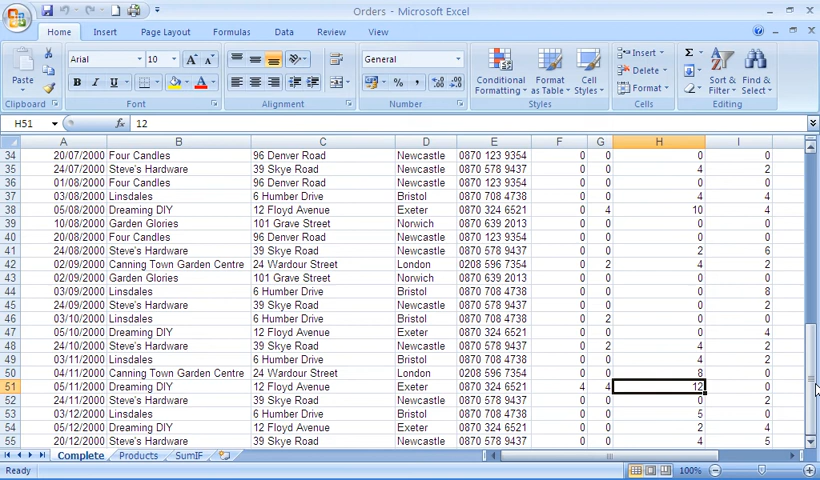 Orders - Microsoft Excel
Home Insert Page Layout Formulas Data Review View
Paste
Arial 10 A A
B I U A
General
% ,
Conditional Formatting
Format as Table
Cell Styles
Insert
Delete
Format
Σ
Sort & Filter
Find & Select
Clipboard Font Alignment Number Styles Cells Editing
H51 fx 12
A B C D E F G H I
34 20/07/2000 Four Candles 96 Denver Road Newcastle 0870 123 9354 0 0 0 0
35 24/07/2000 Steve's Hardware 39 Skye Road Newcastle 0870 578 9437 0 0 4 2
36 01/08/2000 Four Candles 96 Denver Road Newcastle 0870 123 9354 0 0 0 0
37 03/08/2000 Linsdales 6 Humber Drive Bristol 0870 708 4738 0 0 4 4
38 05/08/2000 Dreaming DIY 12 Floyd Avenue Exeter 0870 324 6521 0 4 10 4
39 10/08/2000 Garden Glories 101 Grave Street Norwich 0870 639 2013 0 0 0 0
40 20/08/2000 Four Candles 96 Denver Road Newcastle 0870 123 9354 0 0 0 0
41 24/08/2000 Steve's Hardware 39 Skye Road Newcastle 0870 578 9437 0 0 2 6
42 02/09/2000 Canning Town Garden Centre 24 Wardour Street London 0208 596 7354 0 2 4 2
43 02/09/2000 Garden Glories 101 Grave Street Norwich 0870 639 2013 0 0 0 0
44 03/09/2000 Linsdales 6 Humber Drive Bristol 0870 708 4738 0 0 0 8
45 24/09/2000 Steve's Hardware 39 Skye Road Newcastle 0870 578 9437 0 0 0 2
46 03/10/2000 Linsdales 6 Humber Drive Bristol 0870 708 4738 0 2 0 0
47 05/10/2000 Dreaming DIY 12 Floyd Avenue Exeter 0870 324 6521 0 0 0 4
48 24/10/2000 Steve's Hardware 39 Skye Road Newcastle 0870 578 9437 0 2 4 2
49 03/11/2000 Linsdales 6 Humber Drive Bristol 0870 708 4738 0 0 4 2
50 04/11/2000 Canning Town Garden Centre 24 Wardour Street London 0208 596 7354 0 0 8 0
51 05/11/2000 Dreaming DIY 12 Floyd Avenue Exeter 0870 324 6521 4 4 12 0
52 24/11/2000 Steve's Hardware 39 Skye Road Newcastle 0870 578 9437 0 0 0 2
53 03/12/2000 Linsdales 6 Humber Drive Bristol 0870 708 4738 0 0 5 0
54 05/12/2000 Dreaming DIY 12 Floyd Avenue Exeter 0870 324 6521 0 0 2 4
55 20/12/2000 Steve's Hardware 39 Skye Road Newcastle 0870 578 9437 0 0 4 5
Complete Products SumIF
Ready 100%